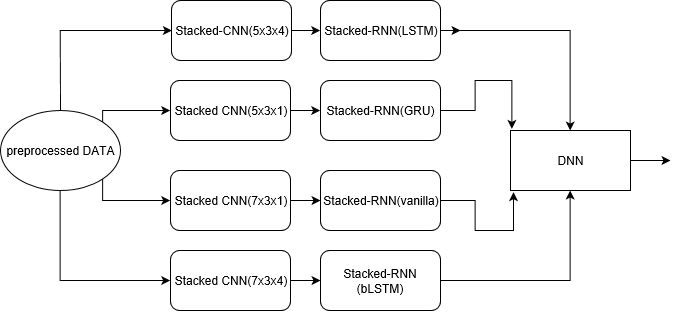 Stacked-CNN(5x3x4)
Stacked-RNN(LSTM)
Stacked CNN(5x3x1)
Stacked-RNN(GRU)
preprocessed DATA
DNN
Stacked CNN(7x3x1)
Stacked-RNN(vanilla)
Stacked CNN(7x3x4)
Stacked-RNN
(bLSTM)